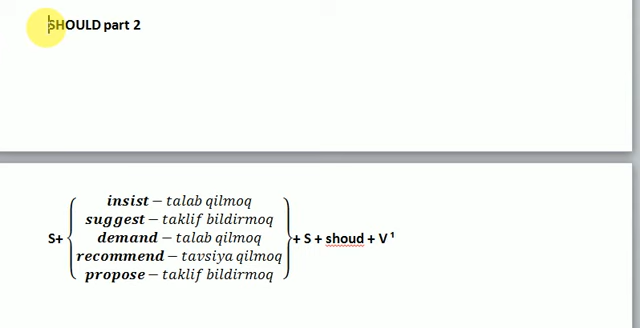 SHOULD part 2
insist – talab qilmoq
suggest – taklif bildirmoq
S+ { demand – talab qilmoq } + S + shoud + V¹
recommend – tavsiya qilmoq
propose – taklif bildirmoq